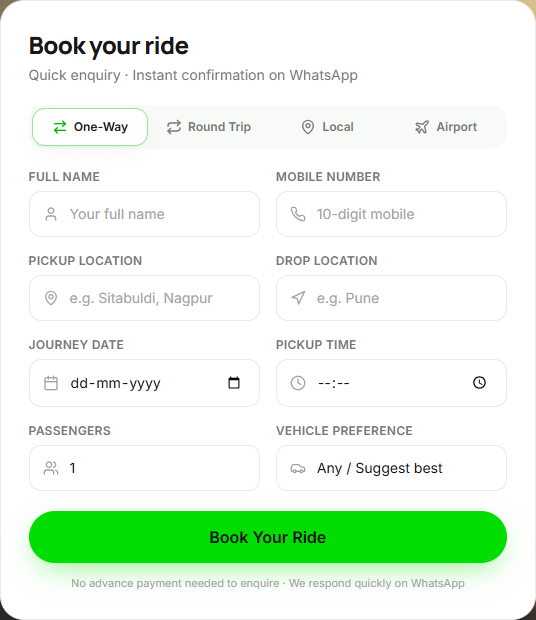 Book your ride
Quick enquiry · Instant confirmation on WhatsApp
One-Way Round Trip Local Airport
FULL NAME MOBILE NUMBER
Your full name 10-digit mobile
PICKUP LOCATION DROP LOCATION
e.g. Sitabuldi, Nagpur e.g. Pune
JOURNEY DATE PICKUP TIME
dd-mm-yyyy --:--
PASSENGERS VEHICLE PREFERENCE
1 Any / Suggest best
Book Your Ride
No advance payment needed to enquire · We respond quickly on WhatsApp